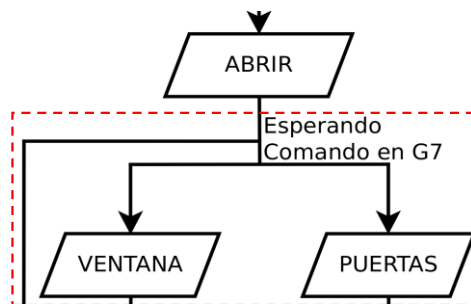 ABRIR
Esperando
Comando en G7
VENTANA
PUERTAS